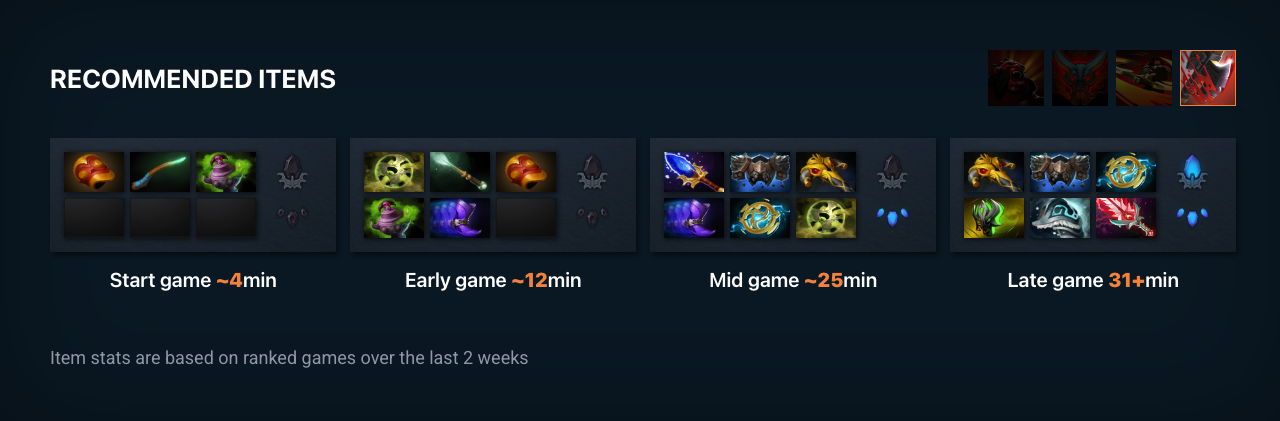 RECOMMENDED ITEMS
Start game ~4min
Early game ~12min
Mid game ~25min
Late game 31+min
Item stats are based on ranked games over the last 2 weeks